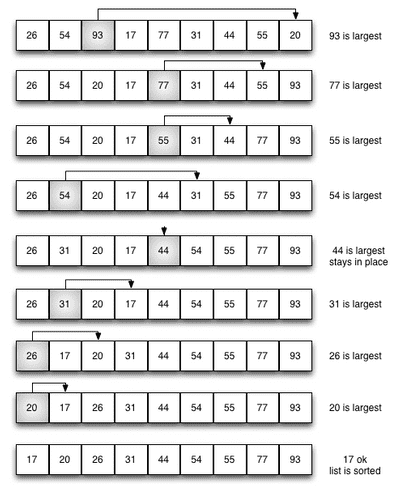 26 54 93 17 77 31 44 55 20 93 is largest
26 54 20 17 77 31 44 55 93 77 is largest
26 54 20 17 55 31 44 77 93 55 is largest
26 54 20 17 44 31 55 77 93 54 is largest
26 31 20 17 44 54 55 77 93 44 is largest
stays in place
26 31 20 17 44 54 55 77 93 31 is largest
26 17 20 31 44 54 55 77 93 26 is largest
20 17 26 31 44 54 55 77 93 20 is largest
17 20 26 31 44 54 55 77 93 17 ok
list is sorted